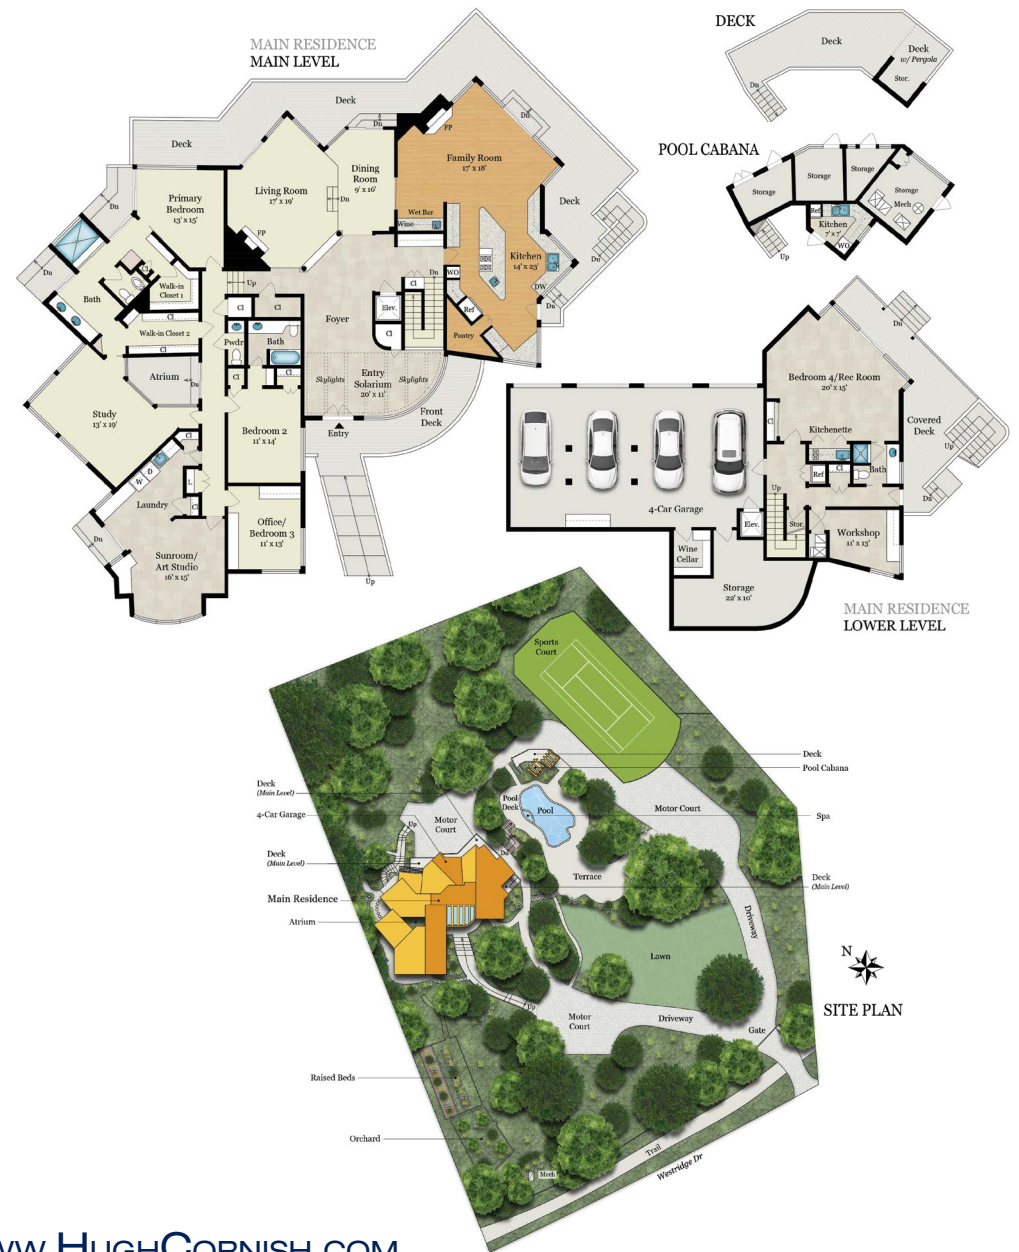 MAIN RESIDENCE
MAIN LEVEL
Deck
Deck
Dn
FP
Dn
Family Room
17' x 18'
Dining
Room
9' x 16'
Living Room
17' x 19'
Dn
Primary
Bedroom
13' x 15'
Dn
FP
Wet Bar
Wine
Deck
Dn
Kitchen
14' x 23'
DW
Dn
WO
Ref
Pantry
Dn
Cl
Elev.
Cl
Foyer
Up
Cl
Cl
Dn
Bath
Cl
Walk-in
Closet 1
Walk-in Closet 2
Cl
Pwdr
Bath
Cl
Cl
Atrium
Dn
Skylights
Entry
Solarium
20' x 11'
Skylights
Front
Deck
Entry
Study
13' x 19'
Bedroom 2
11' x 14'
Cl
D
W
L
Laundry
Cl
Office/
Bedroom 3
11' x 13'
Dn
Sunroom/
Art Studio
16' x 15'
Up
DECK
Deck
Deck
w/ Pergola
Stor.
Dn
POOL CABANA
Storage
Storage
Storage
Storage
Mech
Ref
Kitchen
7' x 7'
WO
Up
Dn
Bedroom 4/Rec Room
20' x 15'
Cl
Kitchenette
Covered
Deck
Up
Ref
Cl
Bath
Dn
4-Car Garage
Up
Elev.
Stor.
Workshop
11' x 13'
Wine
Cellar
Storage
22' x 10'
MAIN RESIDENCE
LOWER LEVEL
Sports
Court
Deck
Pool Cabana
Deck
(Main Level)
4-Car Garage
Up
Motor
Court
Pool
Deck
Pool
Motor Court
Spa
Deck
(Main Level)
Dn
Terrace
Deck
(Main Level)
Main Residence
Atrium
Driveway
Lawn
N
SITE PLAN
Up
Motor
Court
Driveway
Gate
Raised Beds
Orchard
Mech
Trail
Westridge Dr
WW.HUGHCORNISH.COM